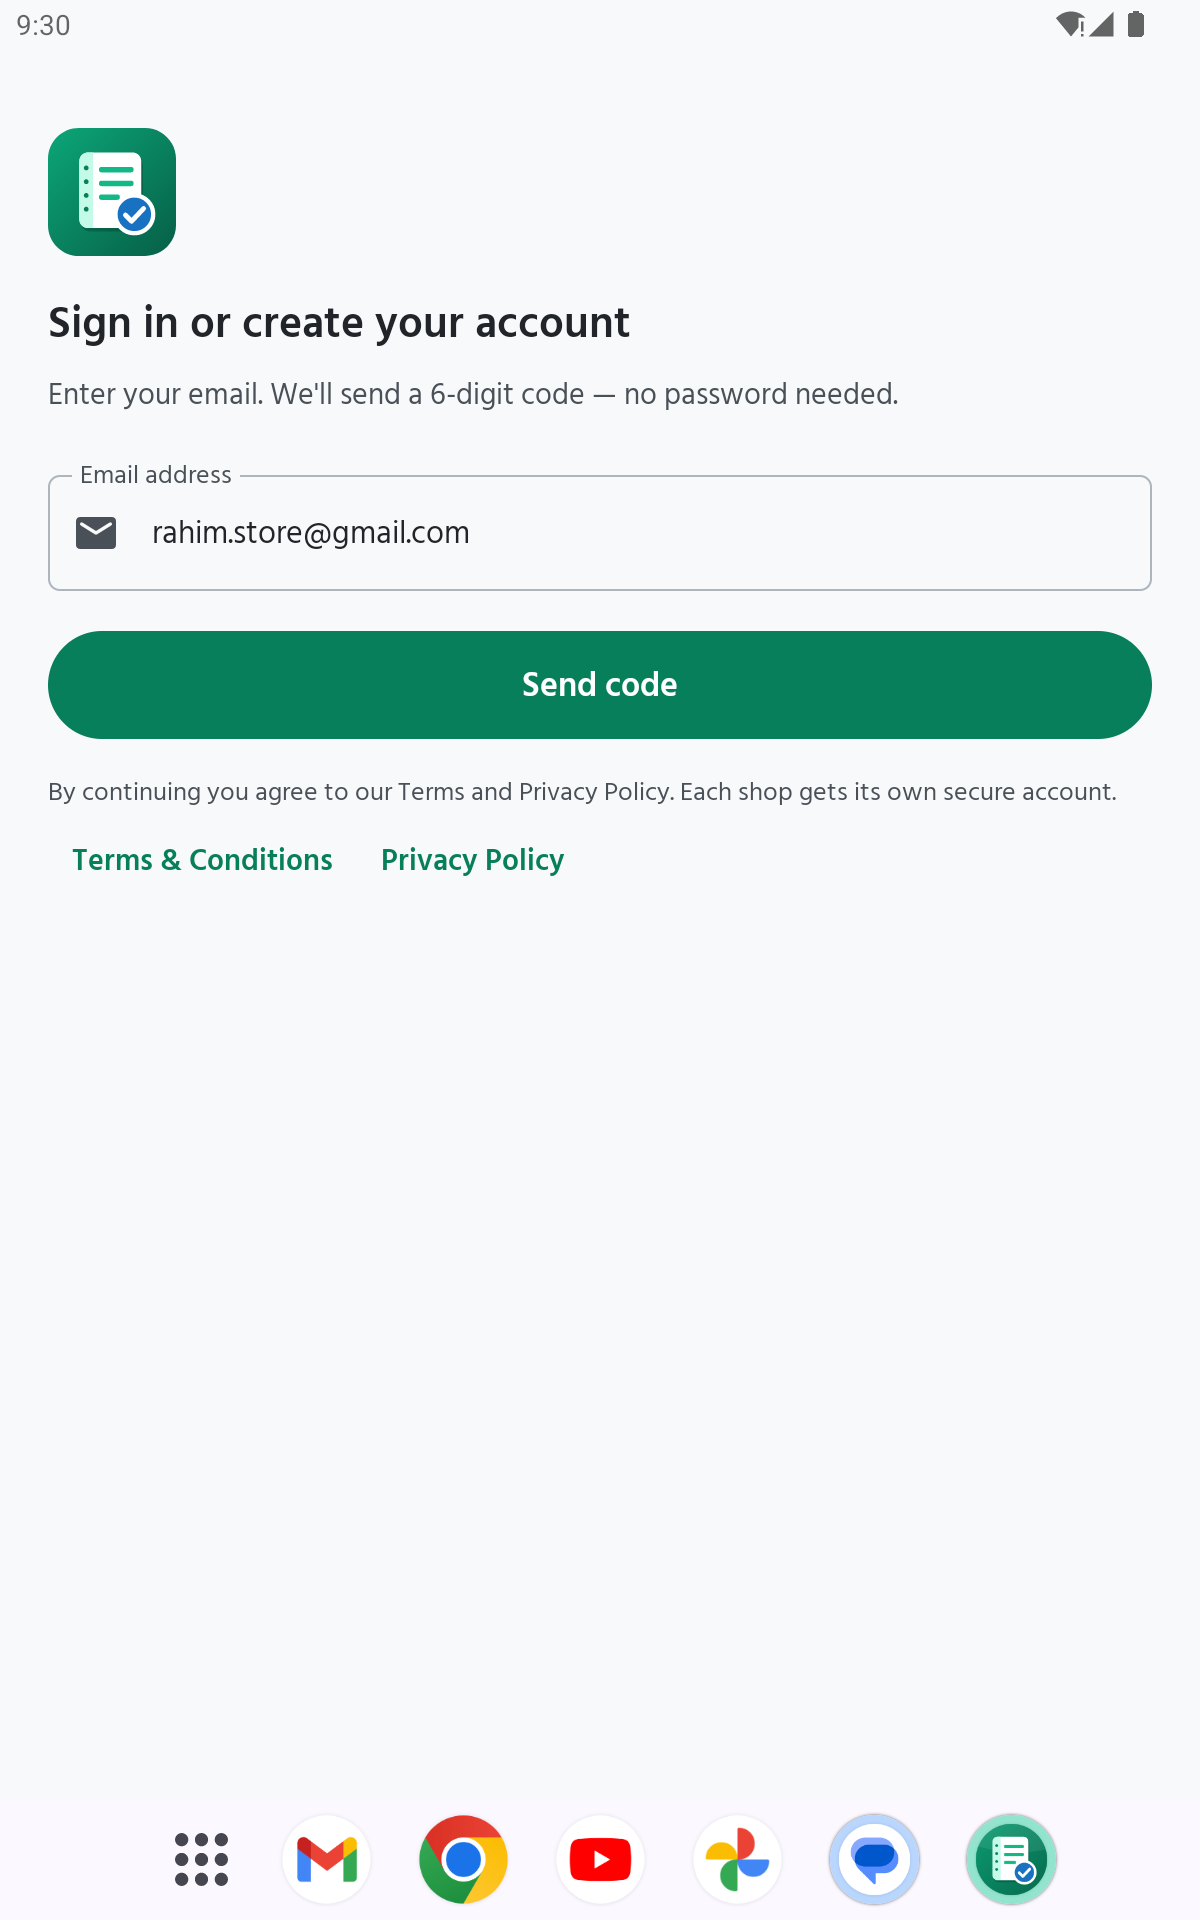 9:30
Sign in or create your account
Enter your email. We'll send a 6-digit code — no password needed.
Email address
rahim.store@gmail.com
Send code
By continuing you agree to our Terms and Privacy Policy. Each shop gets its own secure account.
Terms & Conditions Privacy Policy